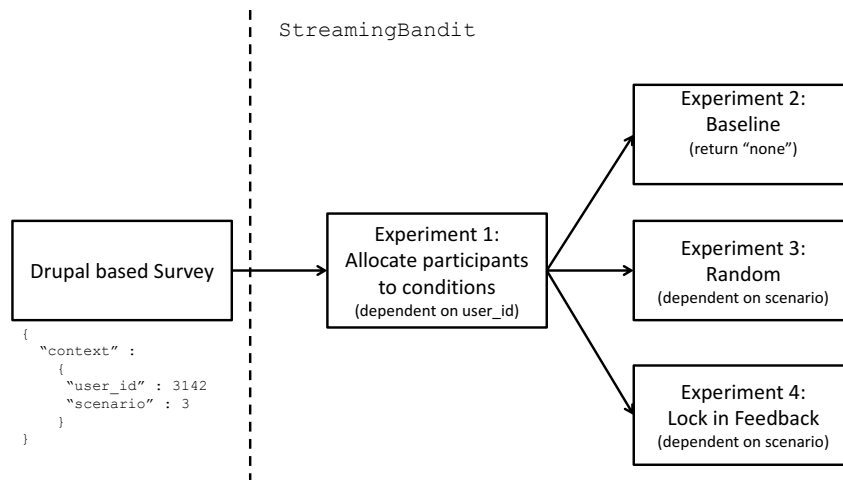 StreamingBandit
Drupal based Survey
{
“context” :
{
“user_id” : 3142
“scenario” : 3
}
}
Experiment 1:
Allocate participants
to conditions
(dependent on user_id)
Experiment 2:
Baseline
(return “none”)
Experiment 3:
Random
(dependent on scenario)
Experiment 4:
Lock in Feedback
(dependent on scenario)